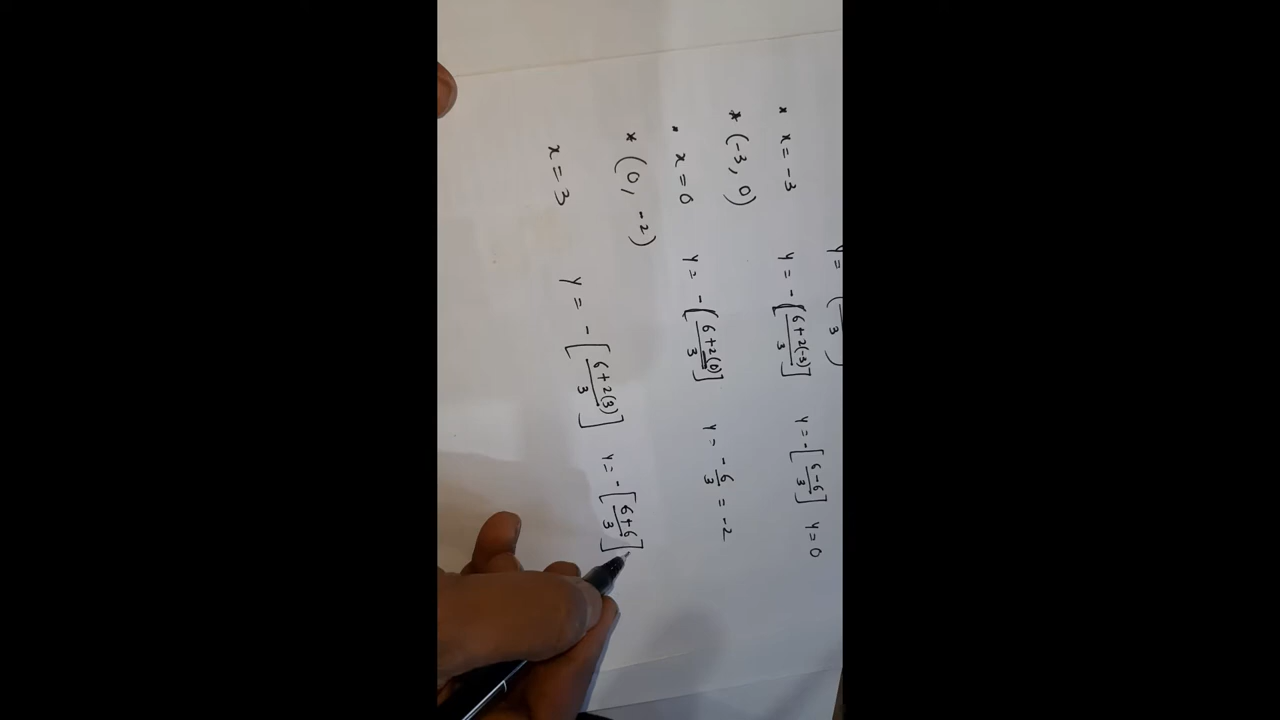 * x = -3 y = -[6+2(-3)/3] y = -[6-6/3] y = 0
* (-3, 0)
• x = 0 y = -[6+2(0)/3] y = -6/3 = -2
* (0, -2)
x = 3 y = -[6+2(3)/3] y = -[6+6/3]